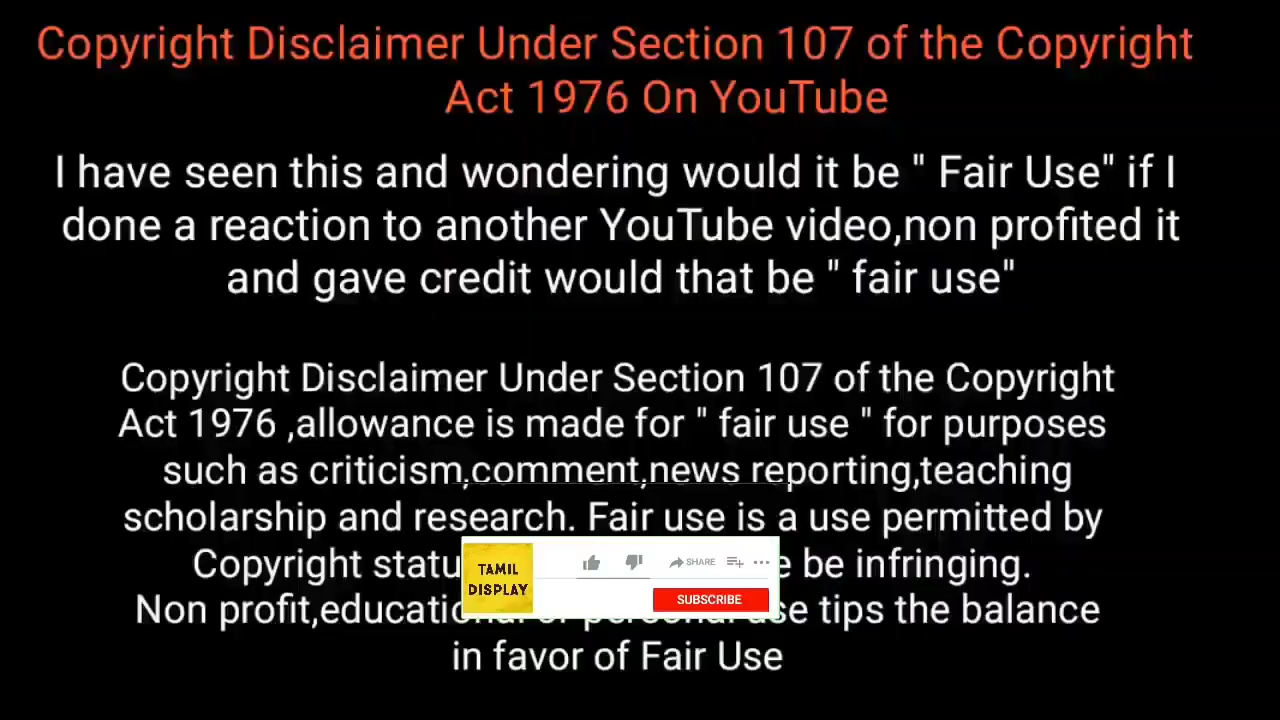 Copyright Disclaimer Under Section 107 of the Copyright
Act 1976 On YouTube
I have seen this and wondering would it be " Fair Use" if I
done a reaction to another YouTube video,non profited it
and gave credit would that be " fair use"
Copyright Disclaimer Under Section 107 of the Copyright
Act 1976 ,allowance is made for " fair use " for purposes
such as criticism,comment,news reporting,teaching
scholarship and research. Fair use is a use permitted by
Copyright be infringing.
Non tips the balance
in favor of Fair Use
TAMIL
DISPLAY
SHARE
SUBSCRIBE